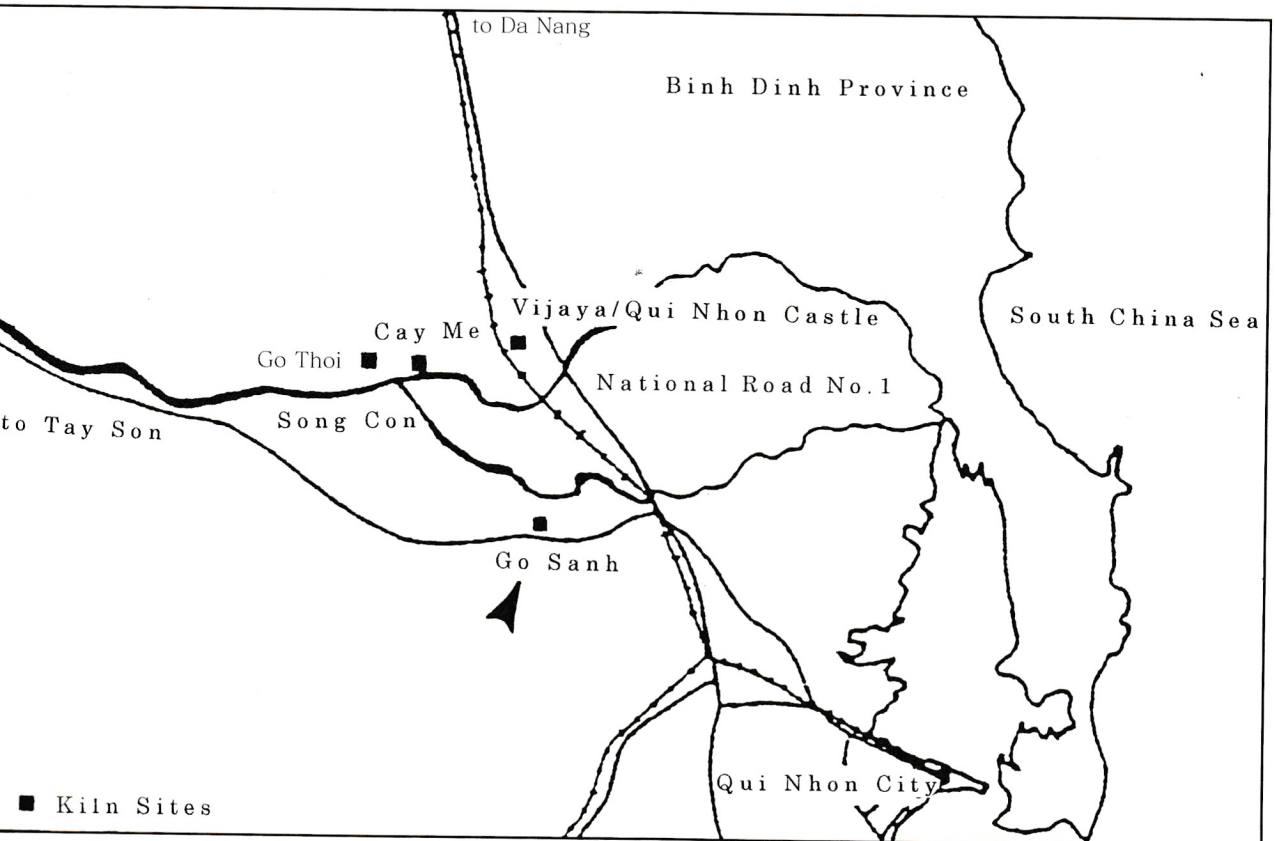 to Da Nang
Binh Dinh Province
Vijaya/Qui Nhon Castle
South China Sea
Cay Me
Go Thoi
National Road No.1
Song Con
to Tay Son
Go Sanh
Qui Nhon City
Kiln Sites